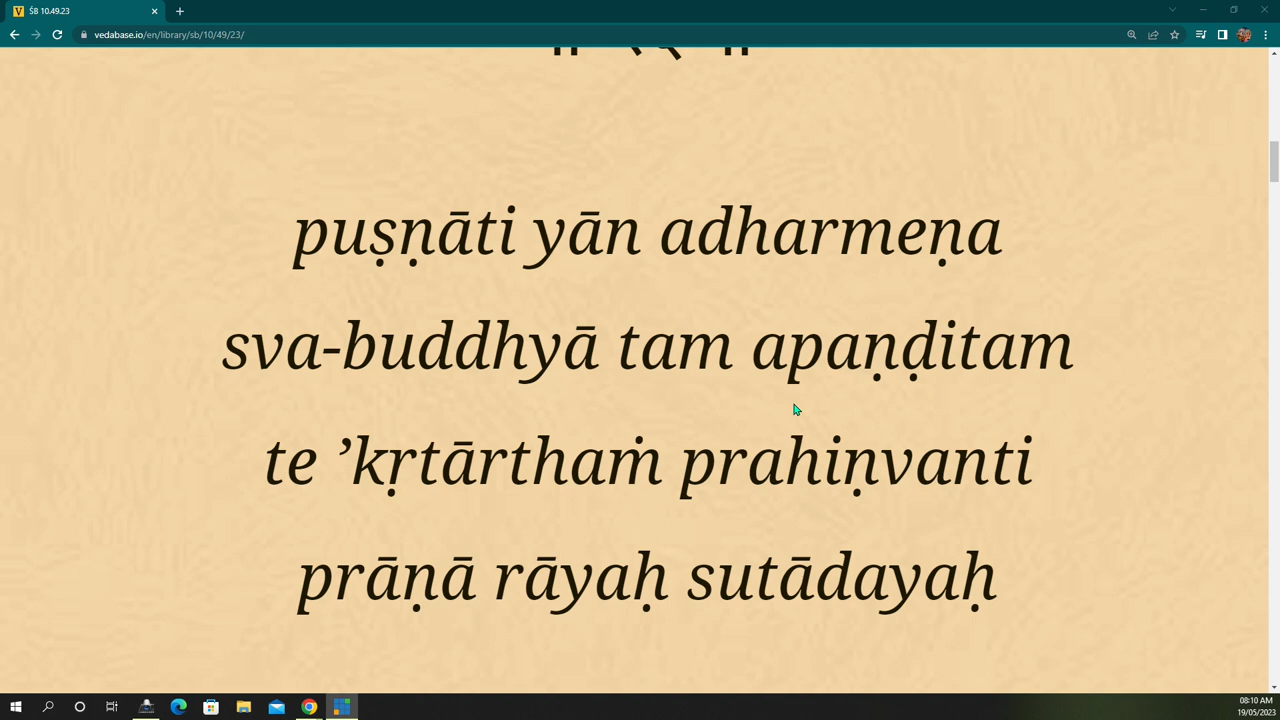 ŚB 10.49.23
vedabase.io/en/library/sb/10/49/23/
puṣṇāti yān adharmeṇa
sva-buddhyā tam apaṇḍitam
te ’kṛtārthaṁ prahiṇvanti
prāṇā rāyaḥ sutādayaḥ
08:10 AM
19/05/2023